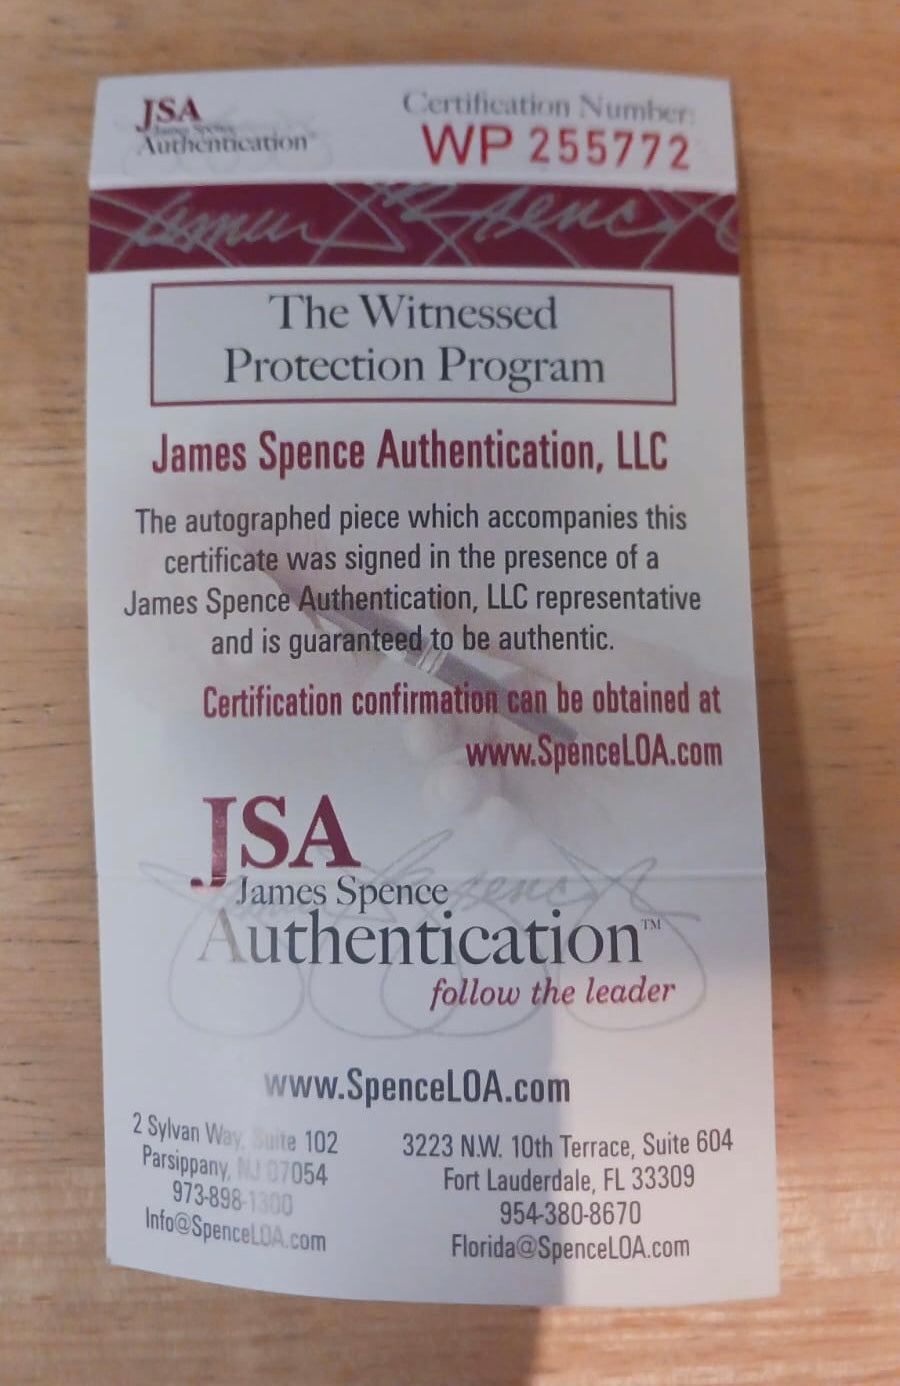 JSA
James Spence
Authentication™
Certification Number:
WP 255772
James Spence
The Witnessed
Protection Program
James Spence Authentication, LLC
The autographed piece which accompanies this
certificate was signed in the presence of a
James Spence Authentication, LLC representative
and is guaranteed to be authentic.
Certification confirmation can be obtained at
www.SpenceLOA.com
JSA
James Spence
Authentication™
follow the leader
www.SpenceLOA.com
2 Sylvan Way, Suite 102
Parsippany, NJ 07054
973-898-1300
Info@SpenceLOA.com
3223 N.W. 10th Terrace, Suite 604
Fort Lauderdale, FL 33309
954-380-8670
Florida@SpenceLOA.com